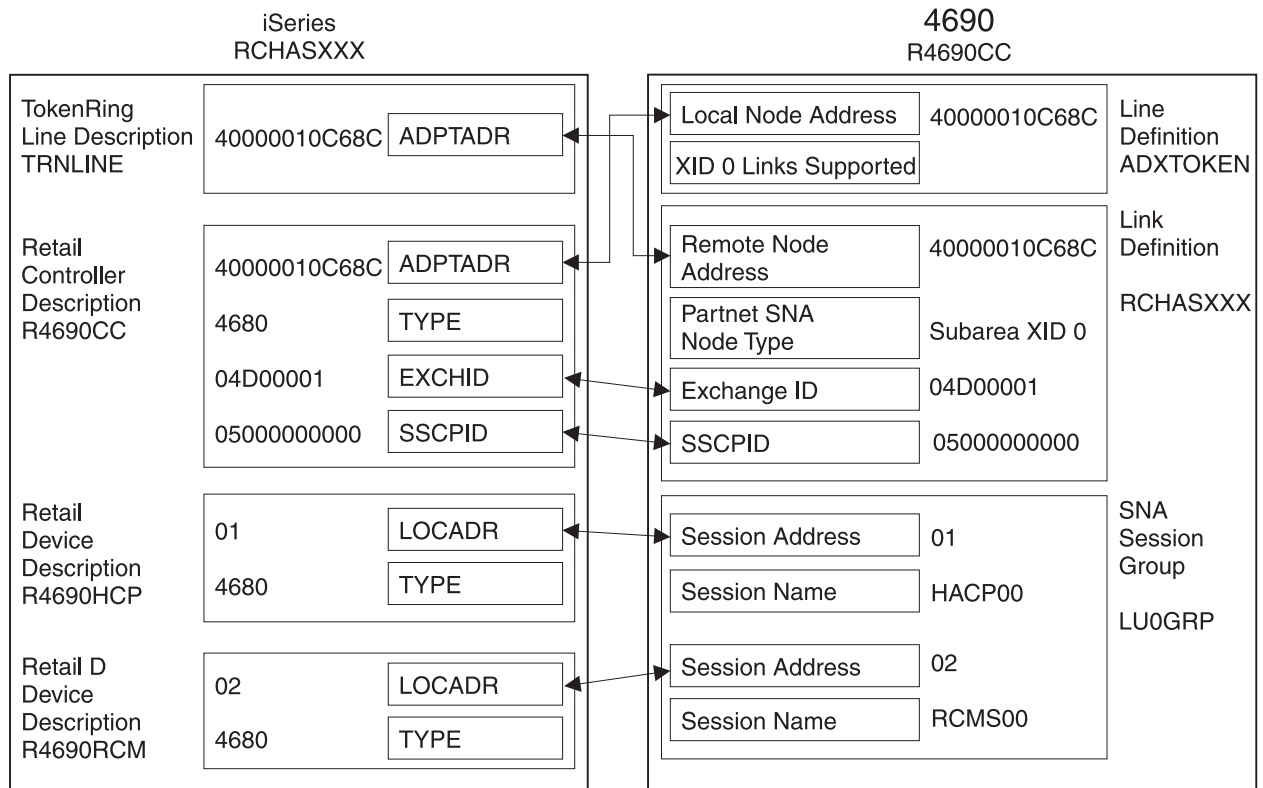 iSeries
RCHASXXX
4690
R4690CC
TokenRing
Line Description
TRNLINE
40000010C68C
ADPTADR
Retail
Controller
Description
R4690CC
40000010C68C
ADPTADR
4680
TYPE
04D00001
EXCHID
05000000000
SSCPID
Retail
Device
Description
R4690HCP
01
LOCADR
4680
TYPE
Retail D
Device
Description
R4690RCM
02
LOCADR
4680
TYPE
Local Node Address
40000010C68C
XID 0 Links Supported
Line
Definition
ADXTOKEN
Remote Node
Address
40000010C68C
Partnet SNA
Node Type
Subarea XID 0
Exchange ID
04D00001
SSCPID
05000000000
Link
Definition
RCHASXXX
Session Address
01
Session Name
HACP00
Session Address
02
Session Name
RCMS00
SNA
Session
Group
LU0GRP